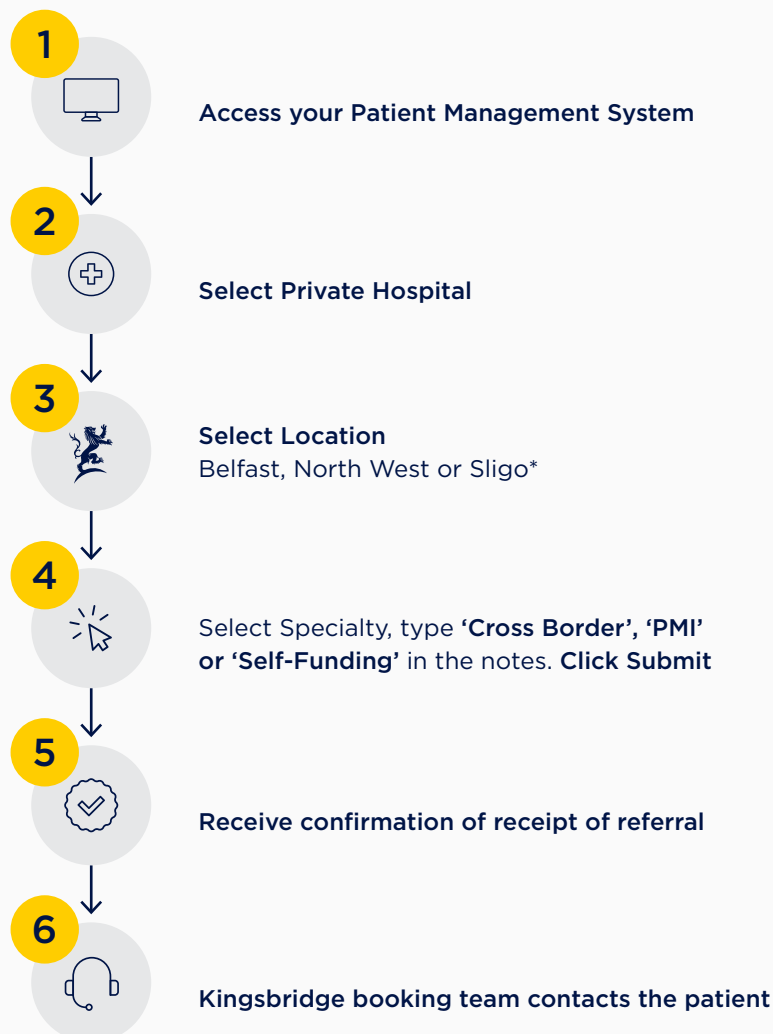 1
Access your Patient Management System
2
Select Private Hospital
3
Select Location
Belfast, North West or Sligo*
4
Select Specialty, type ‘Cross Border’, ‘PMI’
or ‘Self-Funding’ in the notes. Click Submit
5
Receive confirmation of receipt of referral
6
Kingsbridge booking team contacts the patient